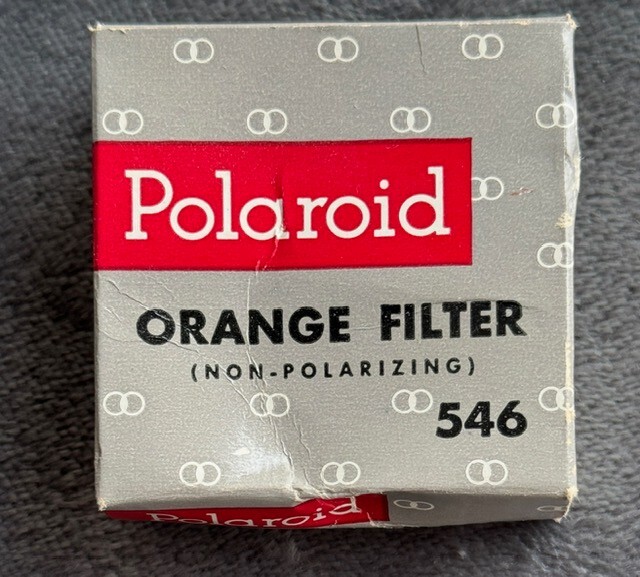 Polaroid
ORANGE FILTER
(NON-POLARIZING)
546
Polaroid